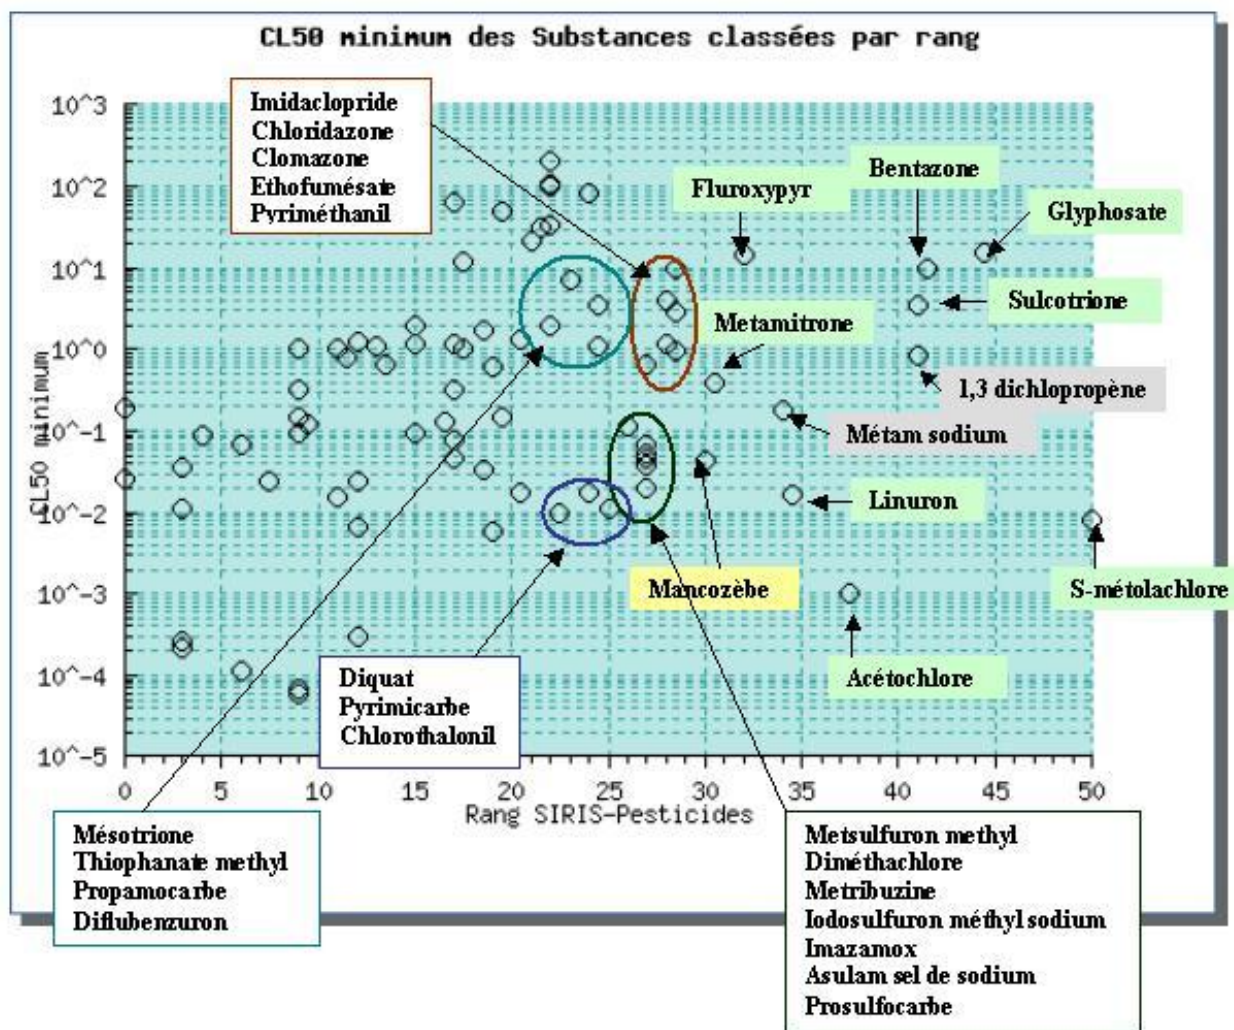 CL50 minimum des Substances classées par rang
Imidaclopride
Chloridazone
Clomazone
Ethofumésate
Pyriméthanil
Fluroxypyr
Bentazone
Glyphosate
Sulcotrione
Metamitrone
1,3 dichlopropène
Métam sodium
Linuron
Mancozèbe
S-métolachlore
Acétochlore
Diquat
Pyrimicarbe
Chlorothalonil
CL50 minimum
10^3
10^2
10^1
10^0
10^-1
10^-2
10^-3
10^-4
10^-5
0 5 10 15 20 25 30 35 40 45 50
Rang SIRIS-Pesticides
Mésotrione
Thiophanate methyl
Propamocarbe
Diflubenzuron
Metsulfuron methyl
Diméthachlore
Metribuzine
Iodosulfuron méthyl sodium
Imazamox
Asulam sel de sodium
Prosulfocarbe